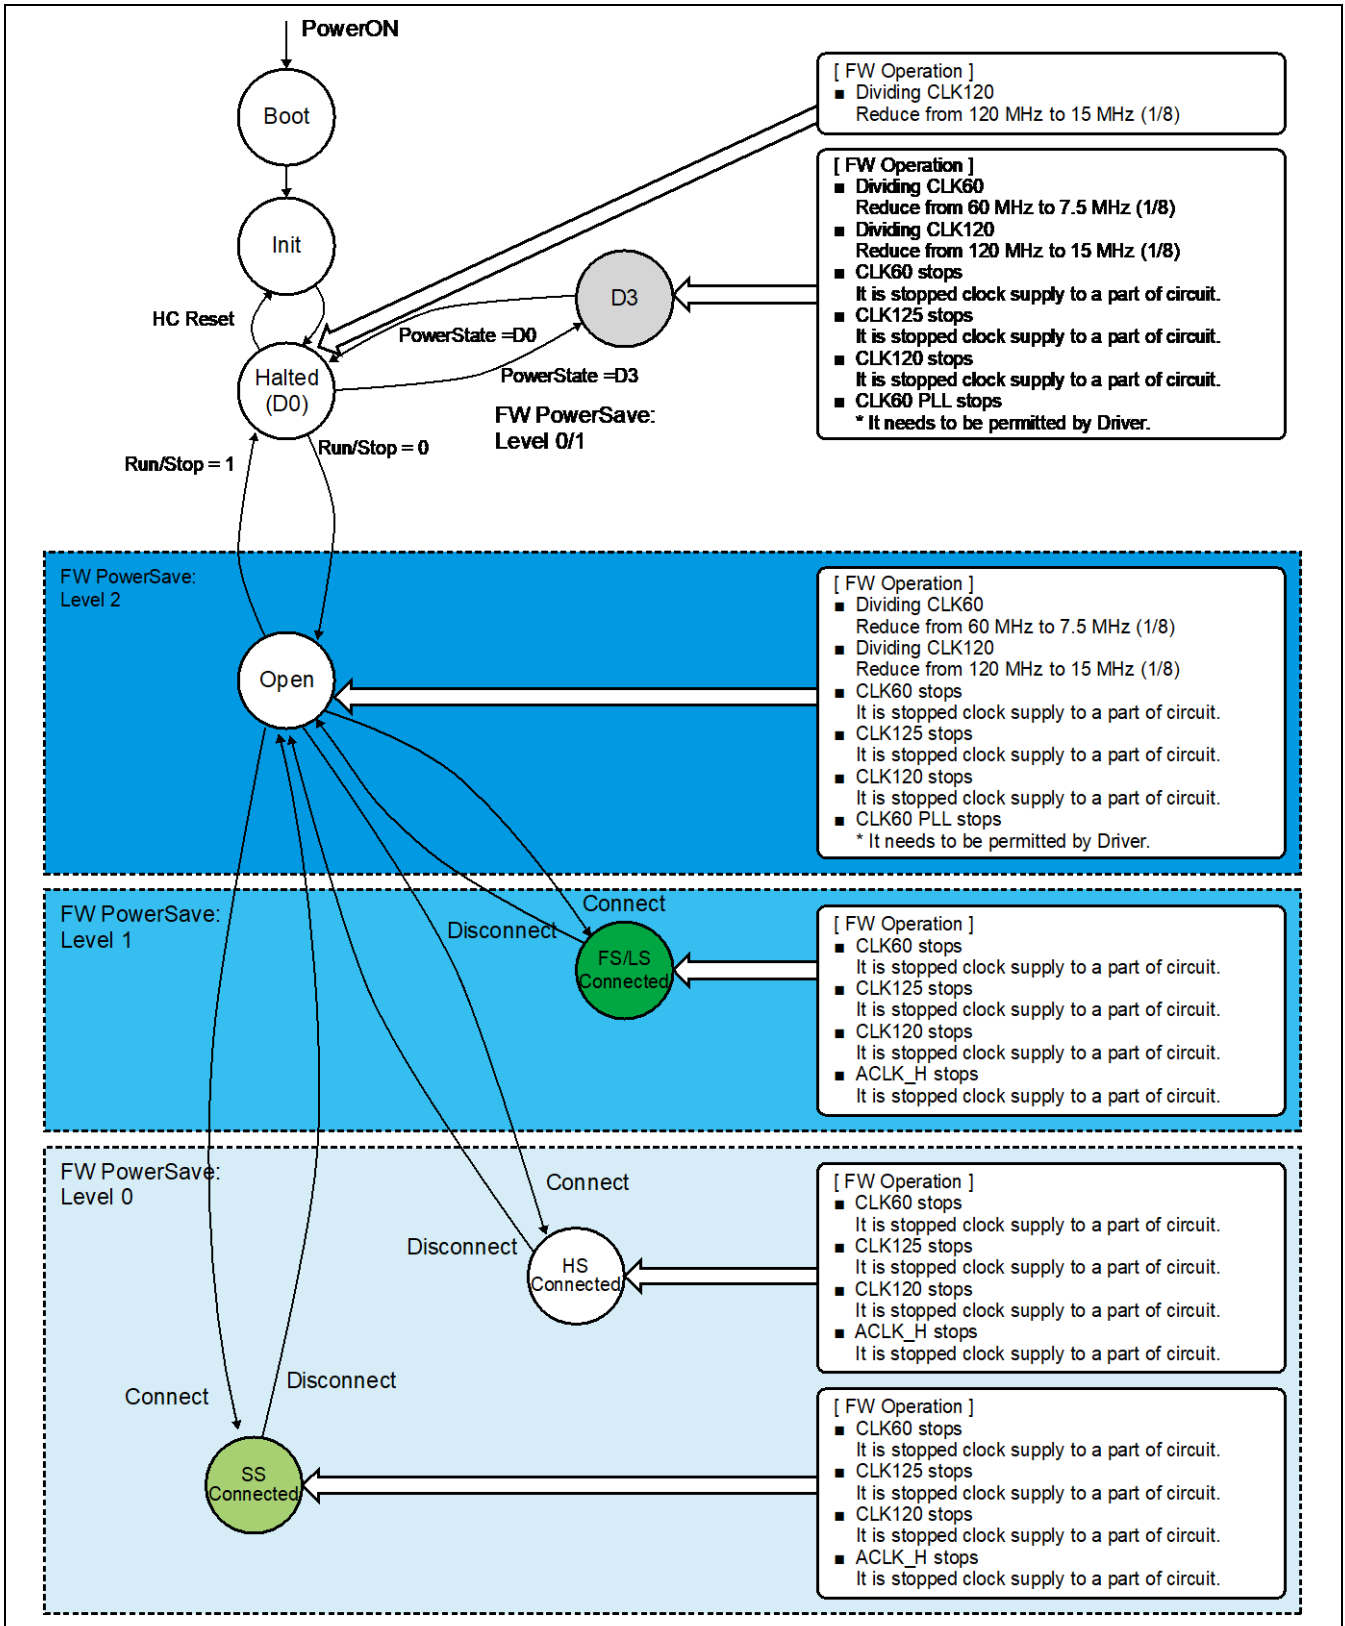 PowerON
Boot
Init
HC Reset
Halted
(D0)
D3
PowerState =D0
PowerState =D3
FW PowerSave:
Level 0/1
Run/Stop = 1
Run/Stop = 0
[ FW Operation ]
■ Dividing CLK120
Reduce from 120 MHz to 15 MHz (1/8)
[ FW Operation ]
■ Dividing CLK60
Reduce from 60 MHz to 7.5 MHz (1/8)
■ Dividing CLK120
Reduce from 120 MHz to 15 MHz (1/8)
■ CLK60 stops
It is stopped clock supply to a part of circuit.
■ CLK125 stops
It is stopped clock supply to a part of circuit.
■ CLK120 stops
It is stopped clock supply to a part of circuit.
■ CLK60 PLL stops
* It needs to be permitted by Driver.
FW PowerSave:
Level 2
Open
[ FW Operation ]
■ Dividing CLK60
Reduce from 60 MHz to 7.5 MHz (1/8)
■ Dividing CLK120
Reduce from 120 MHz to 15 MHz (1/8)
■ CLK60 stops
It is stopped clock supply to a part of circuit.
■ CLK125 stops
It is stopped clock supply to a part of circuit.
■ CLK120 stops
It is stopped clock supply to a part of circuit.
■ CLK60 PLL stops
* It needs to be permitted by Driver.
FW PowerSave:
Level 1
Connect
Disconnect
FS/LS
Connected
[ FW Operation ]
■ CLK60 stops
It is stopped clock supply to a part of circuit.
■ CLK125 stops
It is stopped clock supply to a part of circuit.
■ CLK120 stops
It is stopped clock supply to a part of circuit.
■ ACLK_H stops
It is stopped clock supply to a part of circuit.
FW PowerSave:
Level 0
Connect
Disconnect
HS
Connected
[ FW Operation ]
■ CLK60 stops
It is stopped clock supply to a part of circuit.
■ CLK125 stops
It is stopped clock supply to a part of circuit.
■ CLK120 stops
It is stopped clock supply to a part of circuit.
■ ACLK_H stops
It is stopped clock supply to a part of circuit.
Connect
Disconnect
SS
Connected
[ FW Operation ]
■ CLK60 stops
It is stopped clock supply to a part of circuit.
■ CLK125 stops
It is stopped clock supply to a part of circuit.
■ CLK120 stops
It is stopped clock supply to a part of circuit.
■ ACLK_H stops
It is stopped clock supply to a part of circuit.